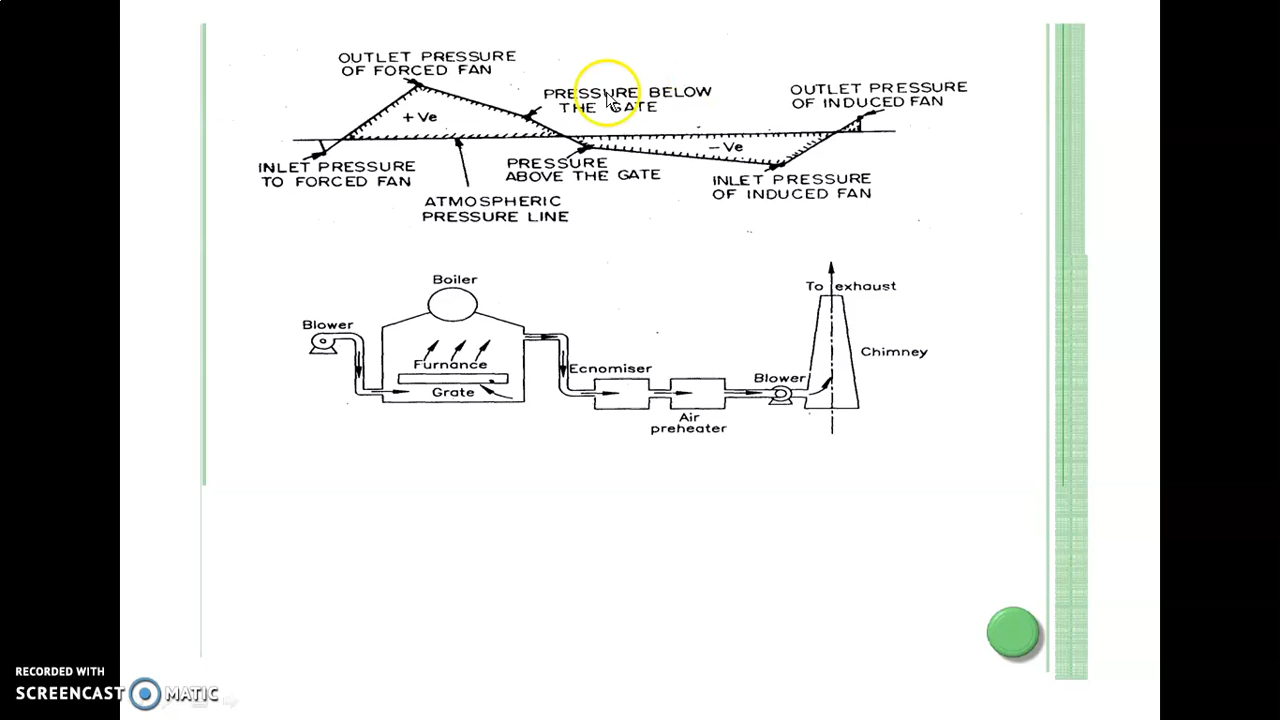 OUTLET PRESSURE
OF FORCED FAN
PRESSURE BELOW
THE GATE
OUTLET PRESSURE
OF INDUCED FAN
+Ve
−Ve
INLET PRESSURE
TO FORCED FAN
PRESSURE
ABOVE THE GATE
INLET PRESSURE
OF INDUCED FAN
ATMOSPHERIC
PRESSURE LINE
Boiler
To exhaust
Blower
Chimney
Furnance
Ecnomiser
Blower
Grate
Air
preheater
RECORDED WITH
SCREENCAST MATIC